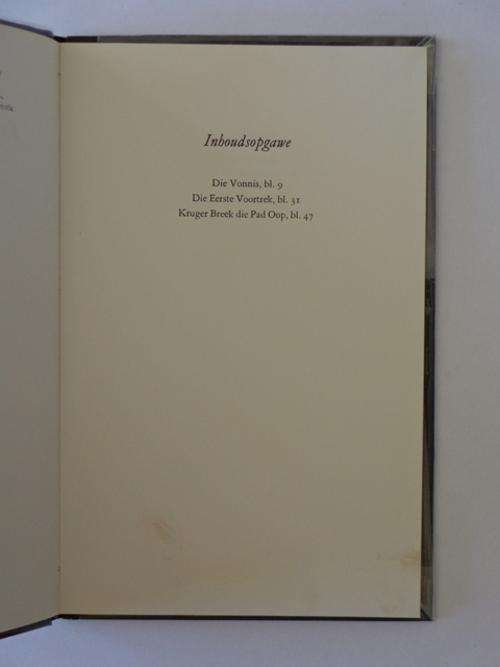 Inhoudsopgawe
Die Vonnis, bl. 9
Die Eerste Voortrek, bl. 31
Kruger Breek die Pad Oop, bl. 47